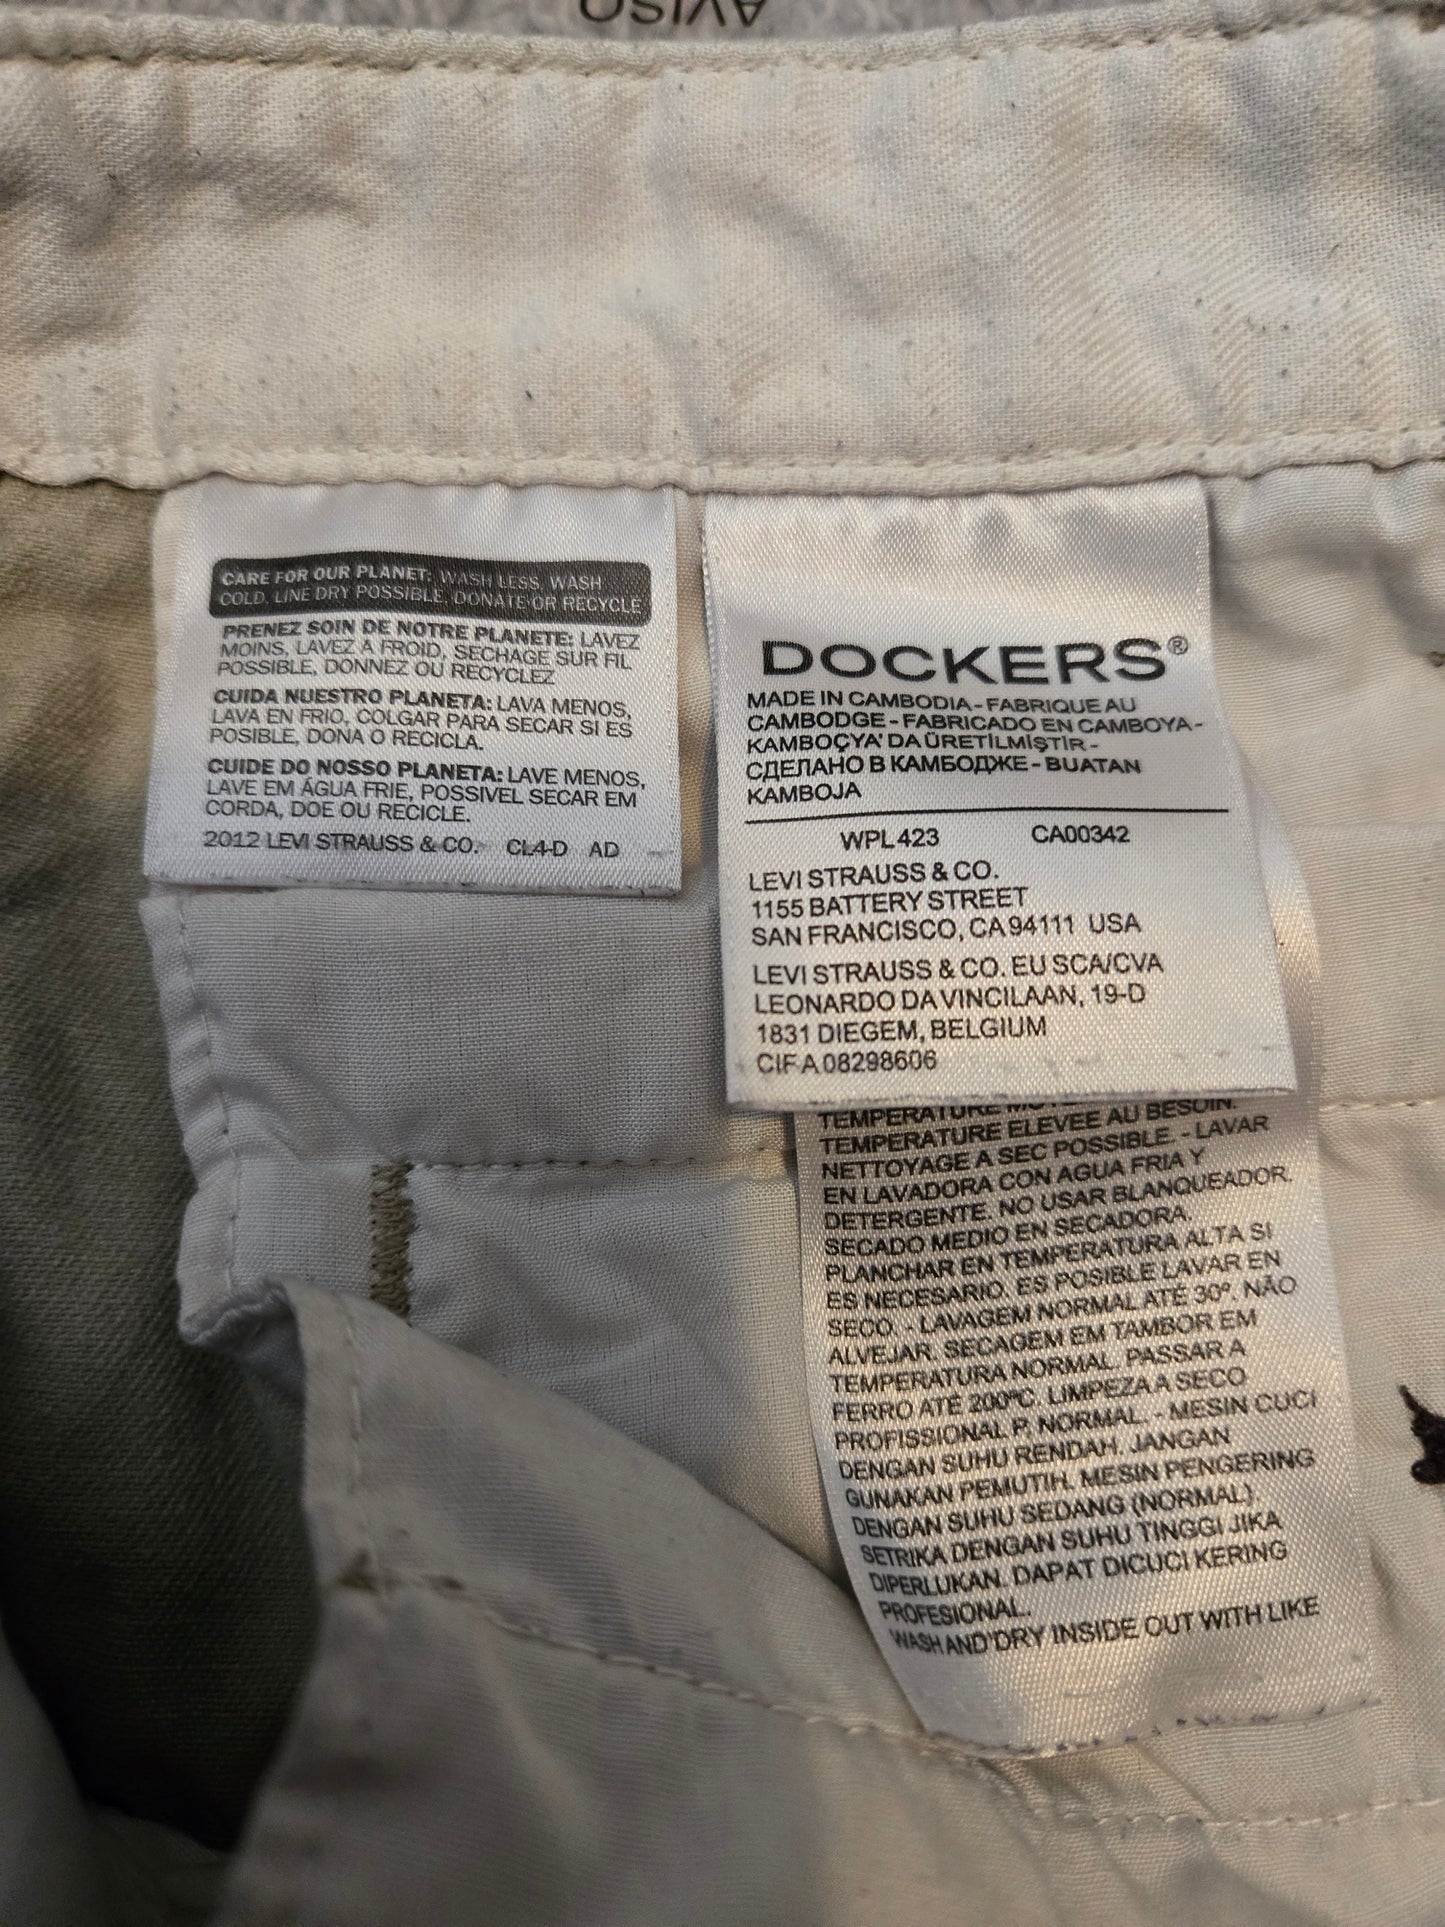 AVISO
CARE FOR OUR PLANET: WASH LESS, WASH
COLD, LINE DRY POSSIBLE, DONATE OR RECYCLE
PRENEZ SOIN DE NOTRE PLANETE: LAVEZ
MOINS, LAVEZ À FROID, SECHAGE SUR FIL
POSSIBLE, DONNEZ OU RECYCLEZ
CUIDA NUESTRO PLANETA: LAVA MENOS,
LAVA EN FRIO, COLGAR PARA SECAR SI ES
POSIBLE, DONA O RECICLA.
CUIDE DO NOSSO PLANETA: LAVE MENOS,
LAVE EM ÁGUA FRIE, POSSIVEL SECAR EM
CORDA, DOE OU RECICLE.
2012 LEVI STRAUSS & CO. CL4-D AD
DOCKERS®
MADE IN CAMBODIA - FABRIQUE AU
CAMBODGE - FABRICADO EN CAMBOYA -
KAMBOÇYA' DA ÜRETİLMİŞTİR -
СДЕЛАНО В КАМБОДЖЕ - BUATAN
KAMBOJA
WPL 423 CA00342
LEVI STRAUSS & CO.
1155 BATTERY STREET
SAN FRANCISCO, CA 94111 USA
LEVI STRAUSS & CO. EU SCA/CVA
LEONARDO DA VINCILAAN, 19-D
1831 DIEGEM, BELGIUM
CIF A 08298606
TEMPERATURE
TEMPERATURE ELEVEE AU BESOIN.
NETTOYAGE A SEC POSSIBLE. - LAVAR
EN LAVADORA CON AGUA FRIA Y
DETERGENTE. NO USAR BLANQUEADOR.
SECADO MEDIO EN SECADORA.
PLANCHAR EN TEMPERATURA ALTA SI
ES NECESARIO. ES POSIBLE LAVAR EN
SECO. - LAVAGEM NORMAL ATÉ 30º. NÃO
ALVEJAR. SECAGEM EM TAMBOR EM
TEMPERATURA NORMAL. PASSAR A
FERRO ATÉ 200ºC. LIMPEZA A SECO
PROFISSIONAL P, NORMAL. - MESIN CUCI
DENGAN SUHU RENDAH. JANGAN
GUNAKAN PEMUTIH. MESIN PENGERING
DENGAN SUHU SEDANG (NORMAL).
SETRIKA DENGAN SUHU TINGGI JIKA
DIPERLUKAN. DAPAT DICUCI KERING
PROFESIONAL.
WASH AND DRY INSIDE OUT WITH LIKE